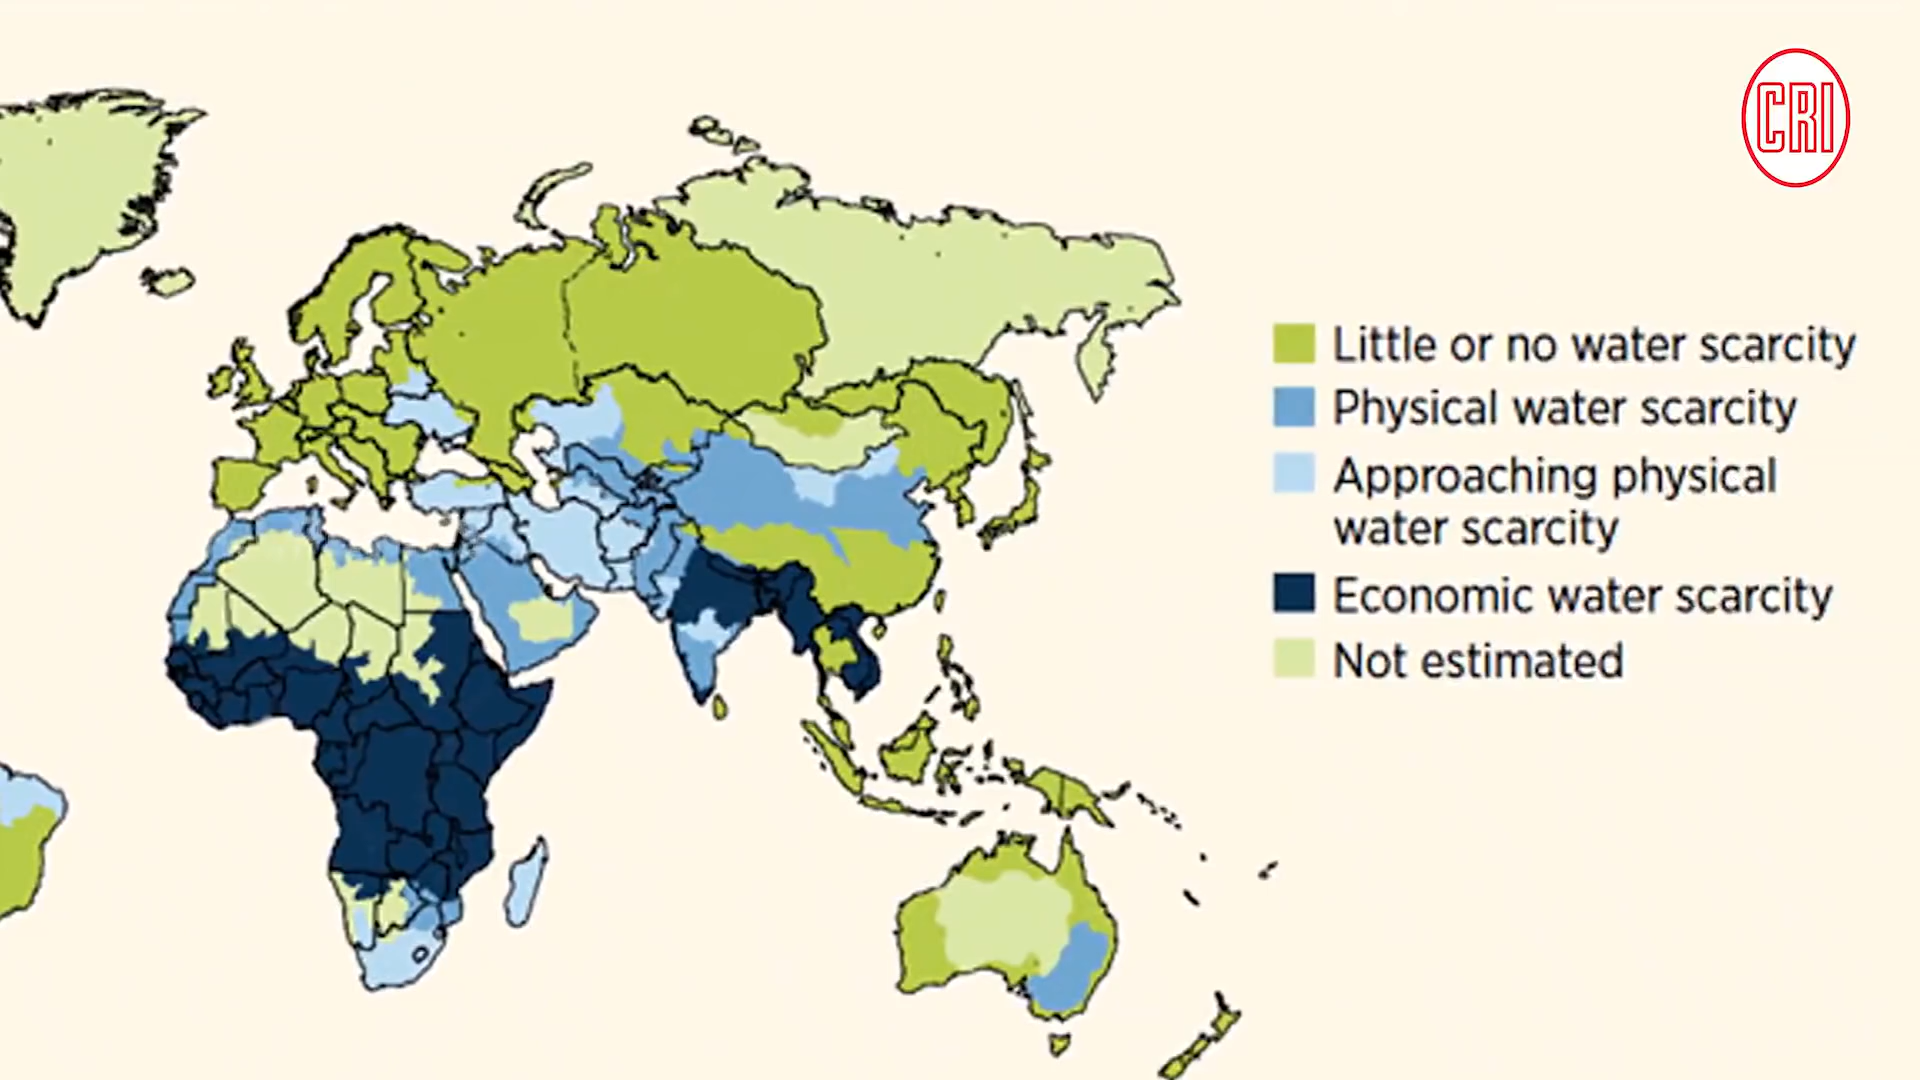 CRI
Little or no water scarcity
Physical water scarcity
Approaching physical
water scarcity
Economic water scarcity
Not estimated